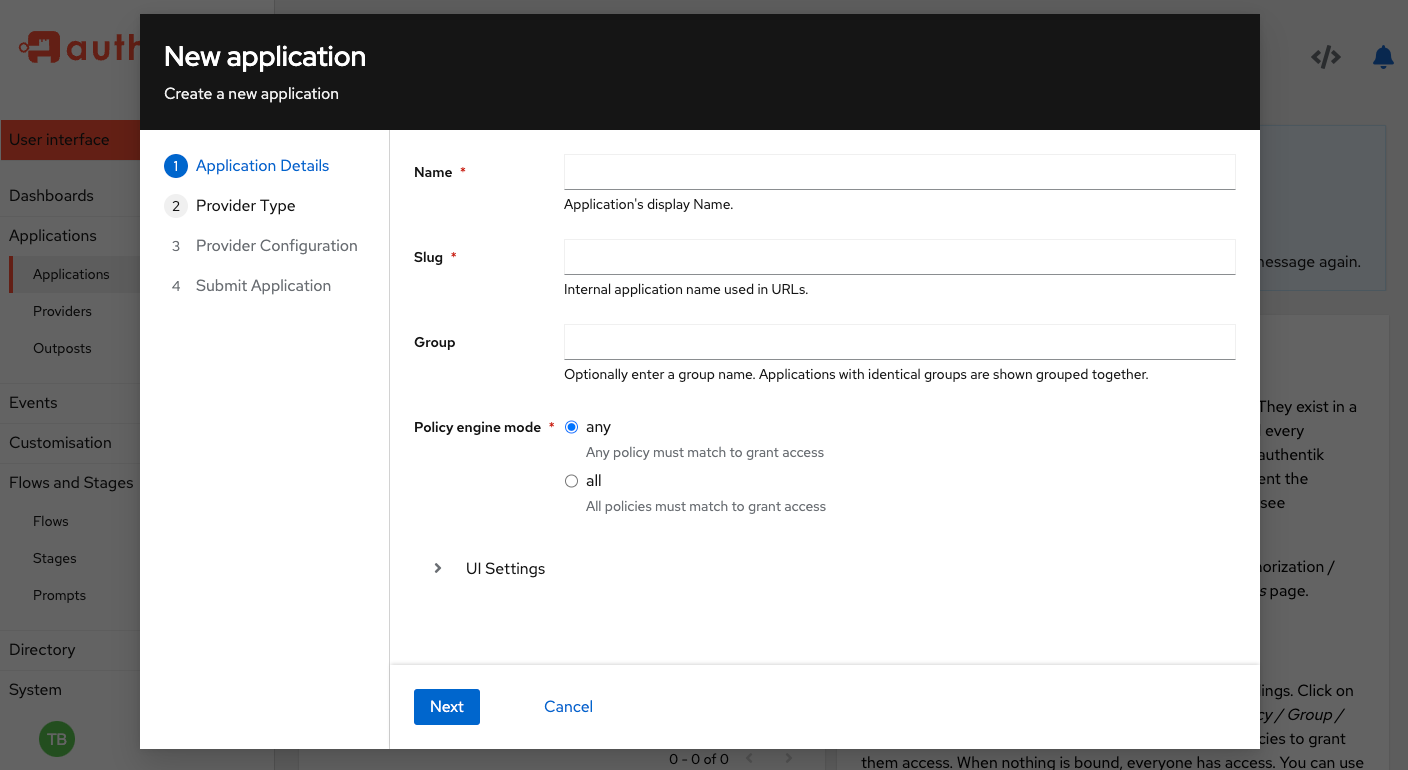 auth
User interface
Dashboards
Applications
Applications
Providers
Outposts
Events
Customisation
Flows and Stages
Flows
Stages
Prompts
Directory
System
TB
New application
Create a new application
1 Application Details
2 Provider Type
3 Provider Configuration
4 Submit Application
Name *
Application's display Name.
Slug *
Internal application name used in URLs.
Group
Optionally enter a group name. Applications with identical groups are shown grouped together.
Policy engine mode *
any
Any policy must match to grant access
all
All policies must match to grant access
UI Settings
Next Cancel
</> 
message again.
They exist in a
every
authentik
ent the
see
horization /
s page.
ings. Click on
cy / Group /
cies to grant
them access. When nothing is bound, everyone has access. You can use
0 - 0 of 0